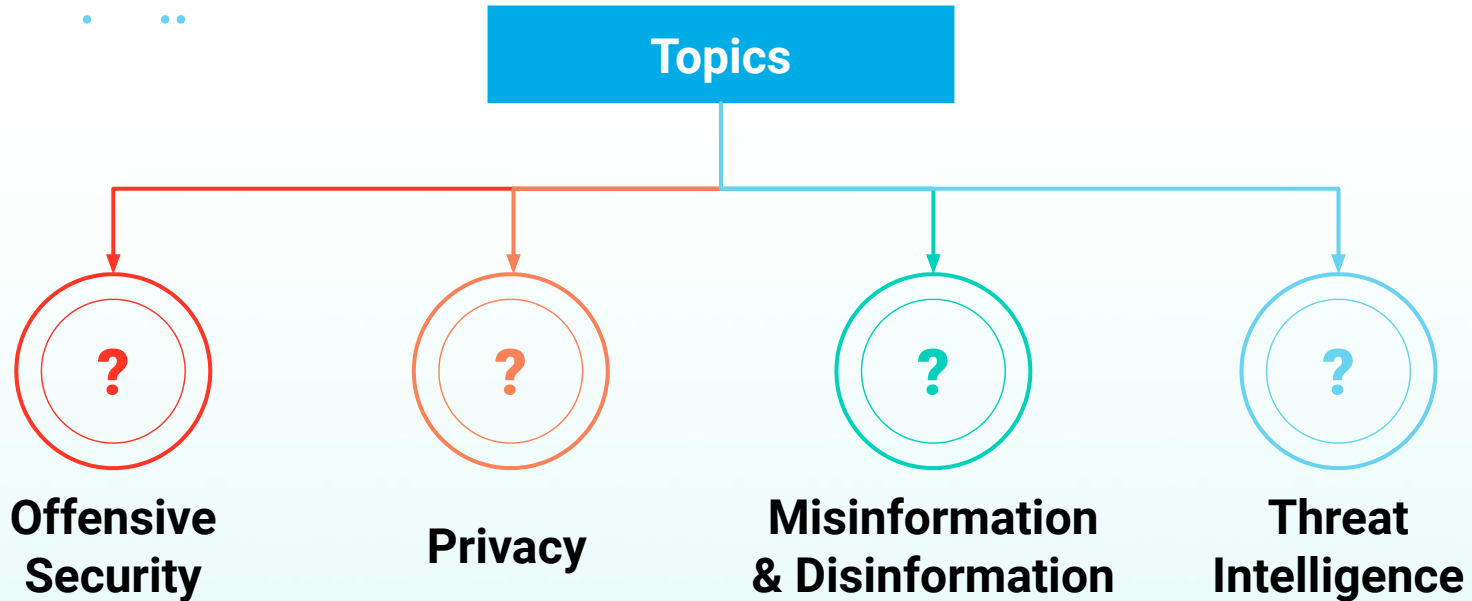 Topics
?
?
?
?
Offensive
Security
Privacy
Misinformation
& Disinformation
Threat
Intelligence